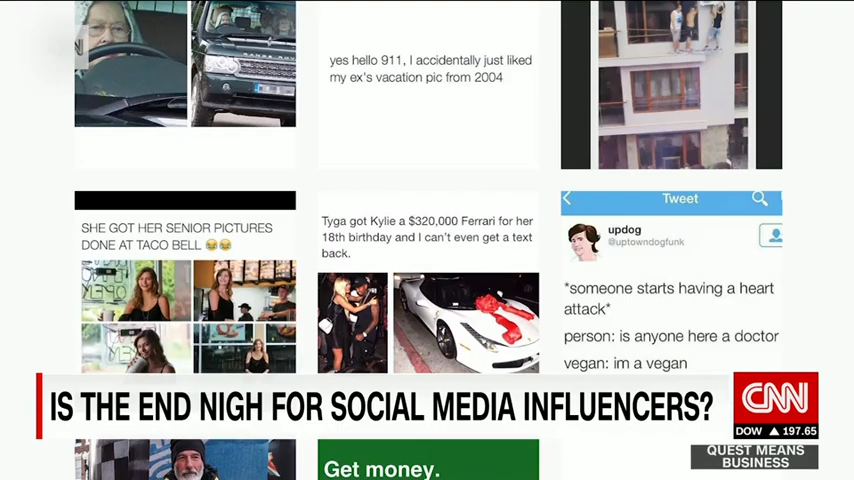 yes hello 911, I accidentally just liked
my ex's vacation pic from 2004
SHE GOT HER SENIOR PICTURES
DONE AT TACO BELL 😂😂
Tyga got Kylie a $320,000 Ferrari for her
18th birthday and I can't even get a text
back.
Tweet
updog
@uptowndogfunk
*someone starts having a heart
attack*
person: is anyone here a doctor
vegan: im a vegan
IS THE END NIGH FOR SOCIAL MEDIA INFLUENCERS?
CNN
DOW ▲ 197.65
Get money.
QUEST MEANS
BUSINESS